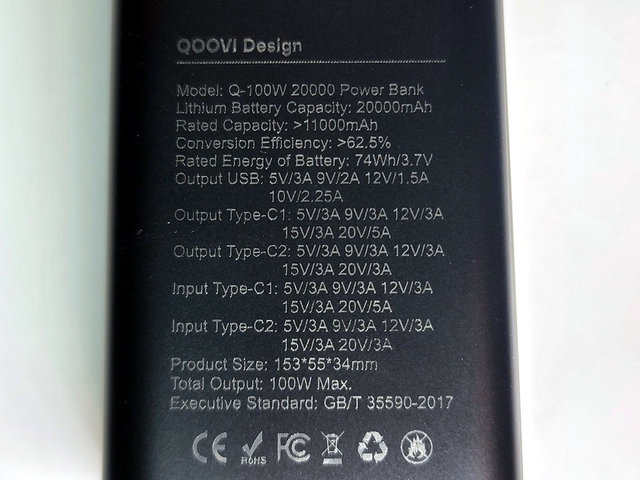 QOOVI Design
Model: Q-100W 20000 Power Bank
Lithium Battery Capacity: 20000mAh
Rated Capacity: >11000mAh
Conversion Efficiency: >62.5%
Rated Energy of Battery: 74Wh/3.7V
Output USB: 5V/3A 9V/2A 12V/1.5A
10V/2.25A
Output Type-C1: 5V/3A 9V/3A 12V/3A
15V/3A 20V/5A
Output Type-C2: 5V/3A 9V/3A 12V/3A
15V/3A 20V/3A
Input Type-C1: 5V/3A 9V/3A 12V/3A
15V/3A 20V/5A
Input Type-C2: 5V/3A 9V/3A 12V/3A
15V/3A 20V/3A
Product Size: 153*55*34mm
Total Output: 100W Max.
Executive Standard: GB/T 35590-2017
CE RoHS FC